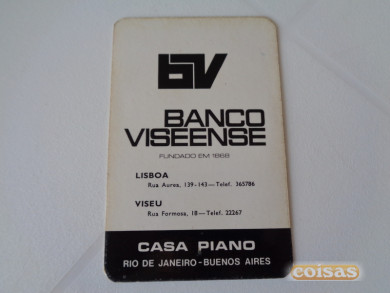 bv
BANCO
VISEENSE
FUNDADO EM 1868
LISBOA
Rua Aurea, 139-143 — Telef. 365786
VISEU
Rua Formosa, 18 — Telef. 22267
CASA PIANO
RIO DE JANEIRO - BUENOS AIRES
coisas